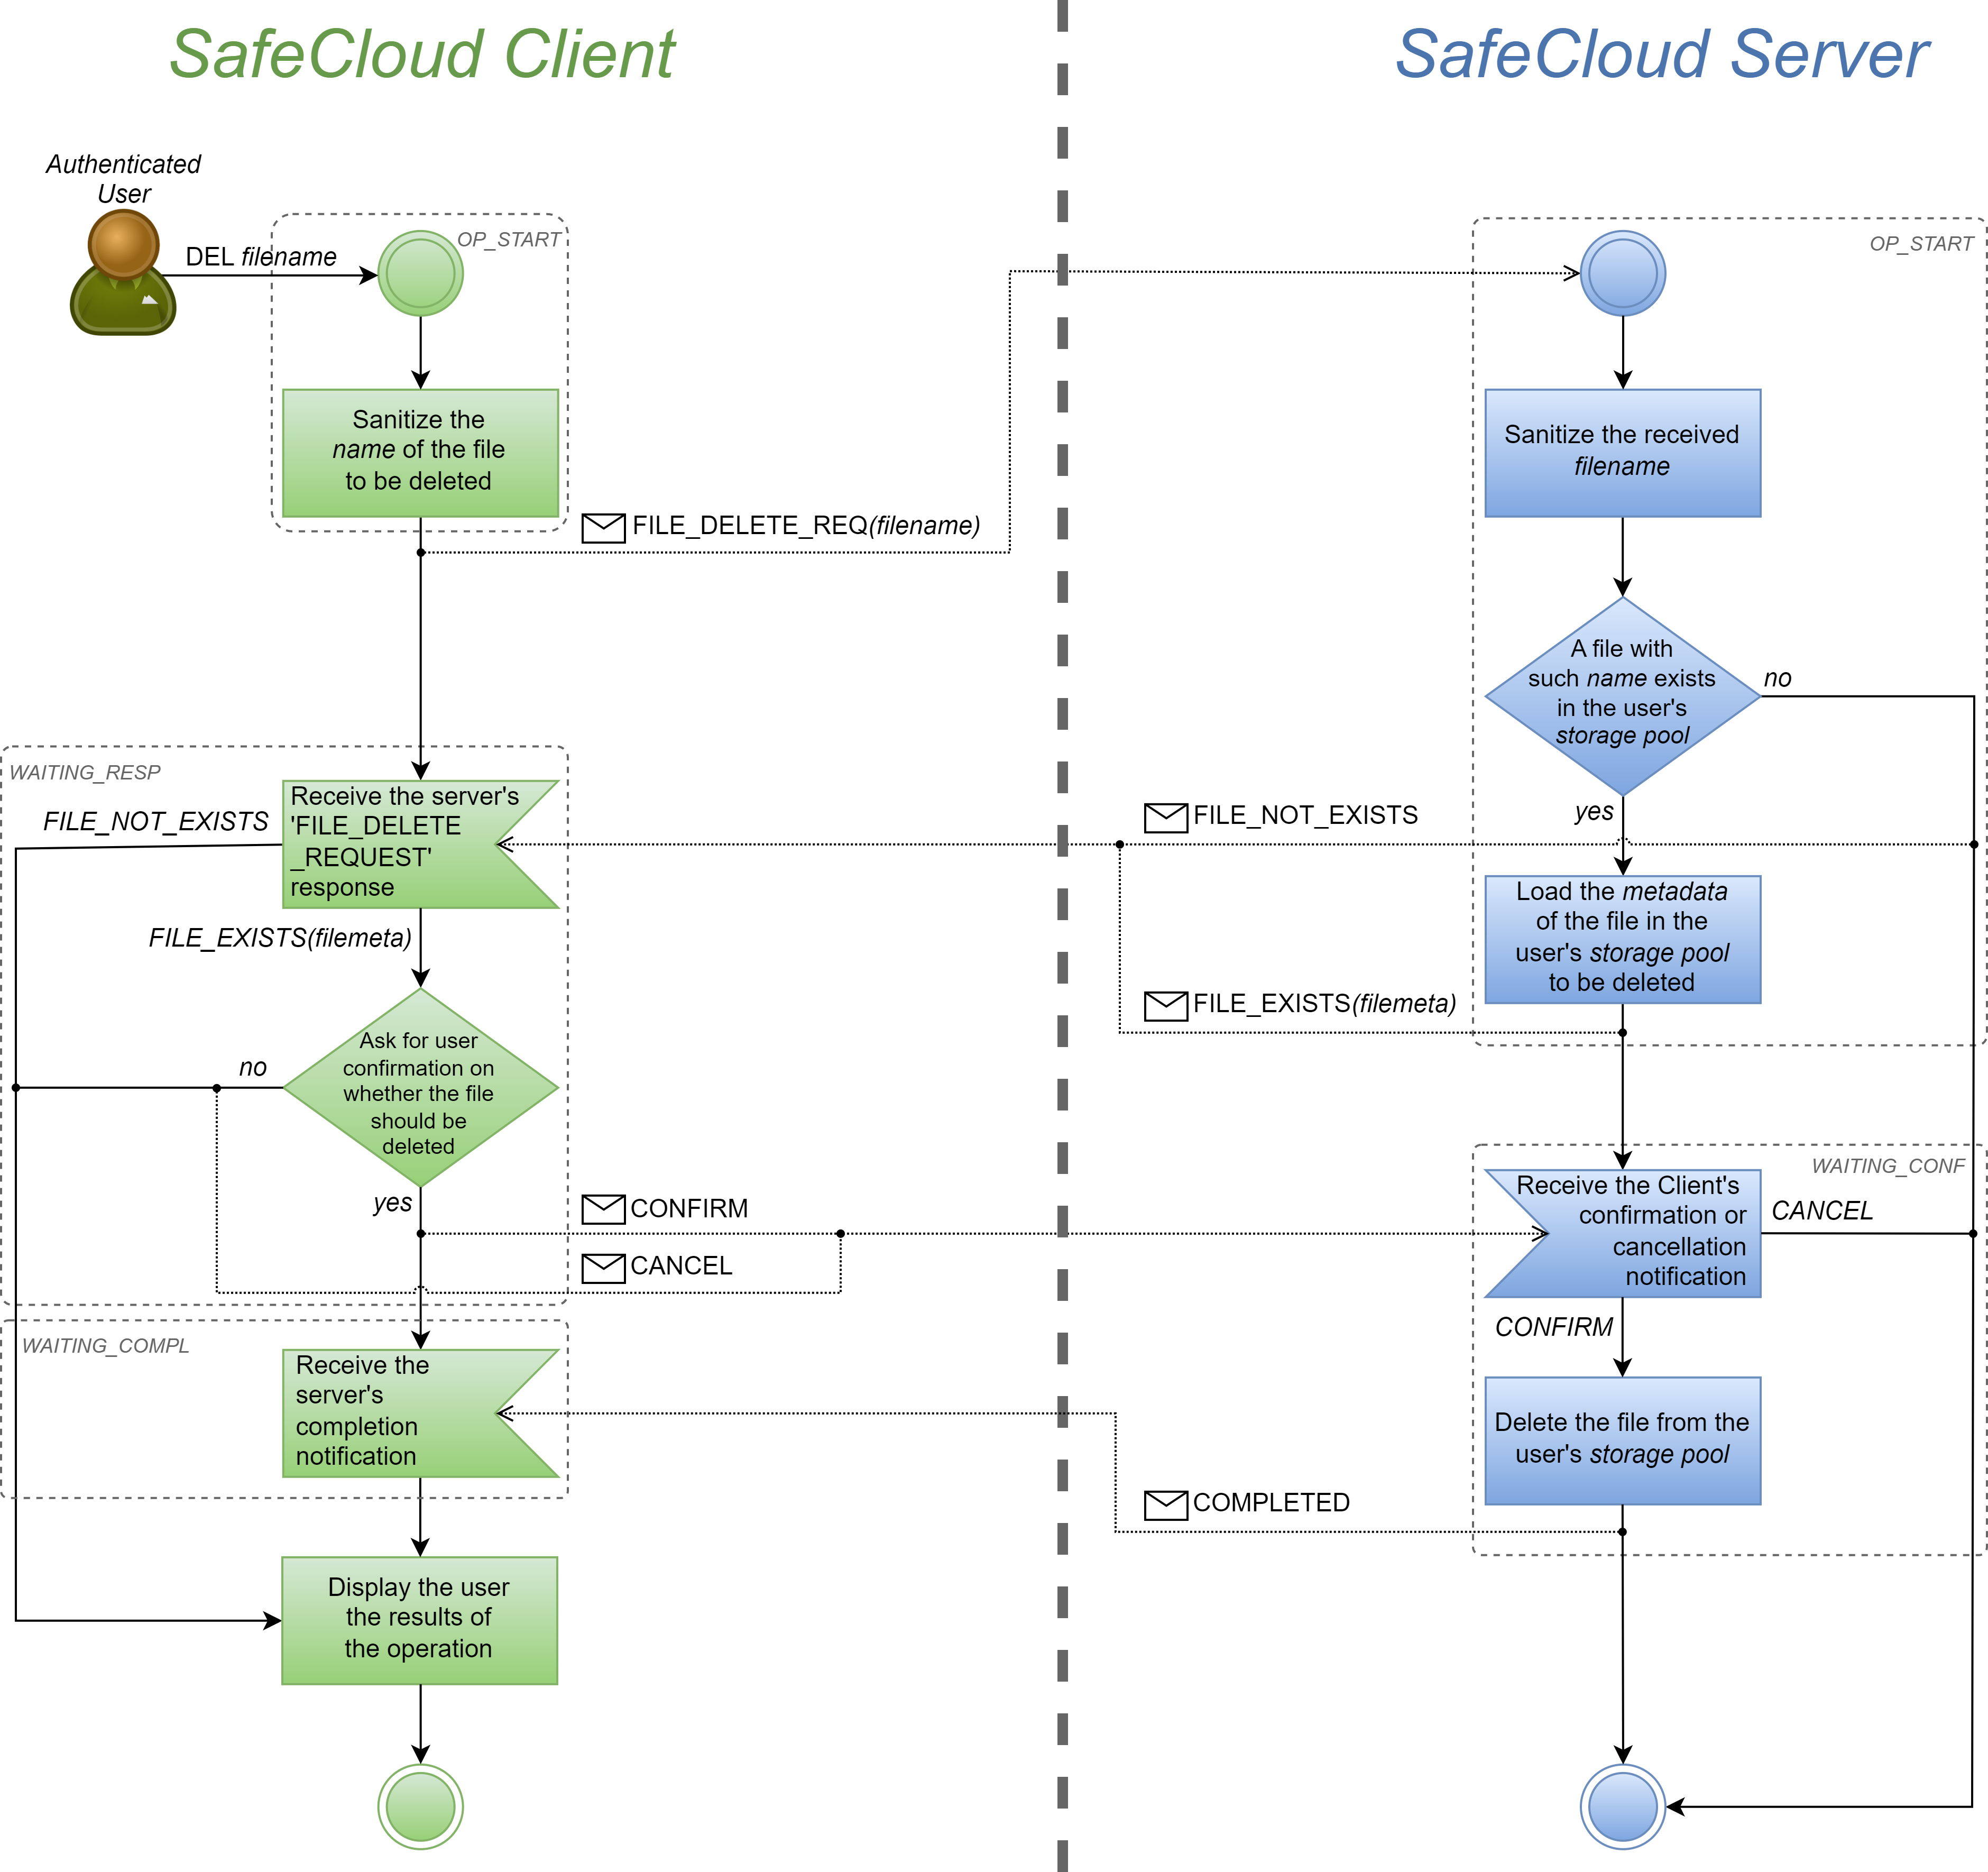 SafeCloud Client
SafeCloud Server
Authenticated
User
DEL filename
OP_START
OP_START
Sanitize the
name of the file
to be deleted
Sanitize the received
filename
FILE_DELETE_REQ(filename)
A file with
such name exists
in the user's
storage pool
no
yes
WAITING_RESP
FILE_NOT_EXISTS
Receive the server's
'FILE_DELETE
_REQUEST'
response
FILE_NOT_EXISTS
Load the metadata
of the file in the
user's storage pool
to be deleted
FILE_EXISTS(filemeta)
FILE_EXISTS(filemeta)
Ask for user
confirmation on
whether the file
should be
deleted
no
yes
CONFIRM
CANCEL
WAITING_CONF
Receive the Client's
confirmation or
cancellation
notification
CANCEL
CONFIRM
WAITING_COMPL
Receive the
server's
completion
notification
Delete the file from the
user's storage pool
COMPLETED
Display the user
the results of
the operation